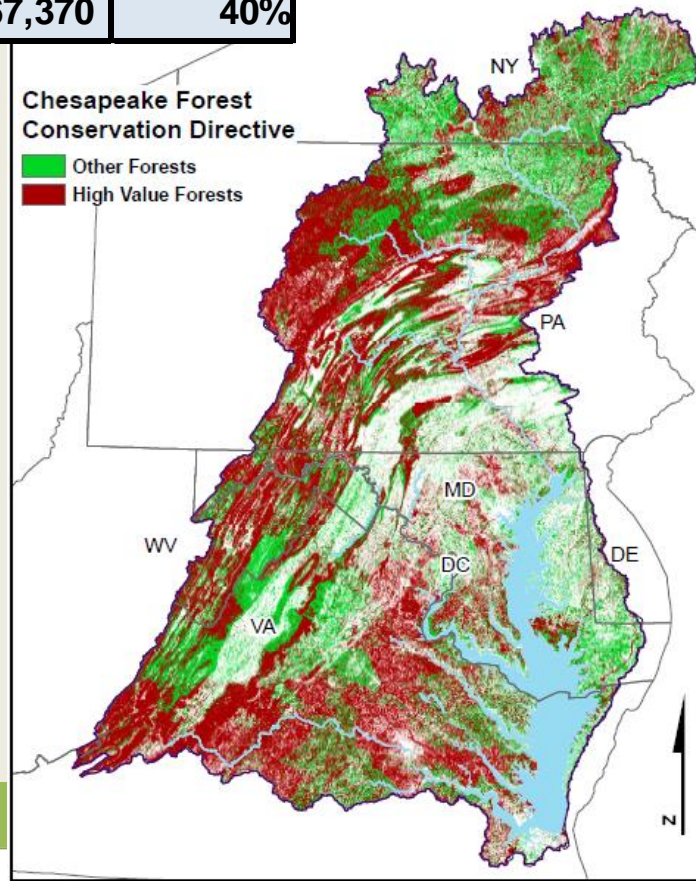 40%
Chesapeake Forest
Conservation Directive
Other Forests
High Value Forests
NY
PA
MD
WV
DC
DE
VA
N